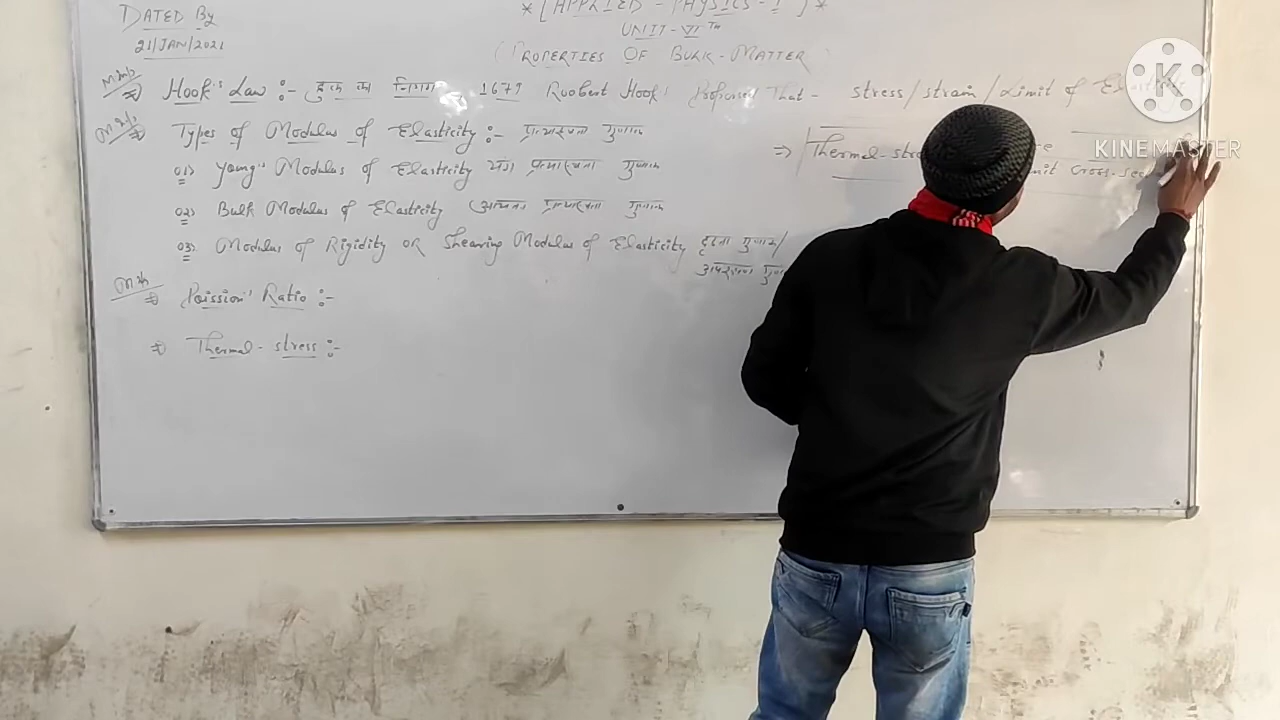 DATED BY
21/JAN/2021
*[APPLIED - PHYSICS - I]*
UNIT - VI Th
(PROPERTIES OF BULK - MATTER)
⇒ Hook's Law :- हुक का नियम 1679 Roobert Hook's Proposed That - stress/strain/Limit of
⇒ Types of Modulus of Elasticity :- प्रत्यास्थता गुणांक
01) Young's Modulus of Elasticity यंग प्रत्यास्थता गुणांक
02) Bulk Modulus of Elasticity आयतन प्रत्यास्थता गुणांक
03) Modulus of Rigidity OR Shearing Modulus of Elasticity दृढ़ता गुणांक/
अपरूपण
⇒ Poission' Ratio :-
⇒ Thermal - stress :-
⇒ Thermal - stre
Cross - sec
KINEMASTER